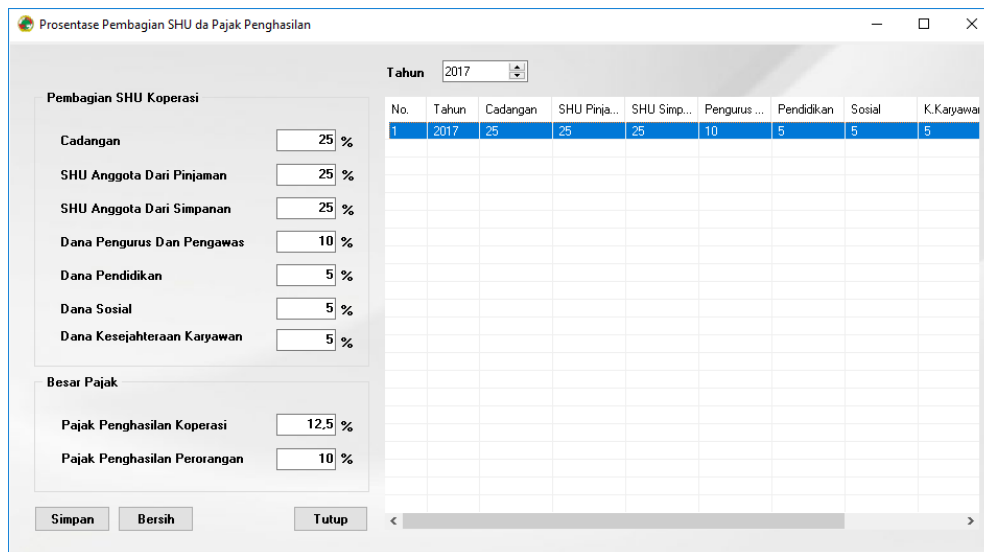 Prosentase Pembagian SHU da Pajak Penghasilan
Tahun 2017
Pembagian SHU Koperasi
Cadangan 25 %
SHU Anggota Dari Pinjaman 25 %
SHU Anggota Dari Simpanan 25 %
Dana Pengurus Dan Pengawas 10 %
Dana Pendidikan 5 %
Dana Sosial 5 %
Dana Kesejahteraan Karyawan 5 %
Besar Pajak
Pajak Penghasilan Koperasi 12,5 %
Pajak Penghasilan Perorangan 10 %
Simpan Bersih Tutup
No. Tahun Cadangan SHU Pinja... SHU Simp... Pengurus ... Pendidikan Sosial K.Karyawan
1 2017 25 25 25 10 5 5 5